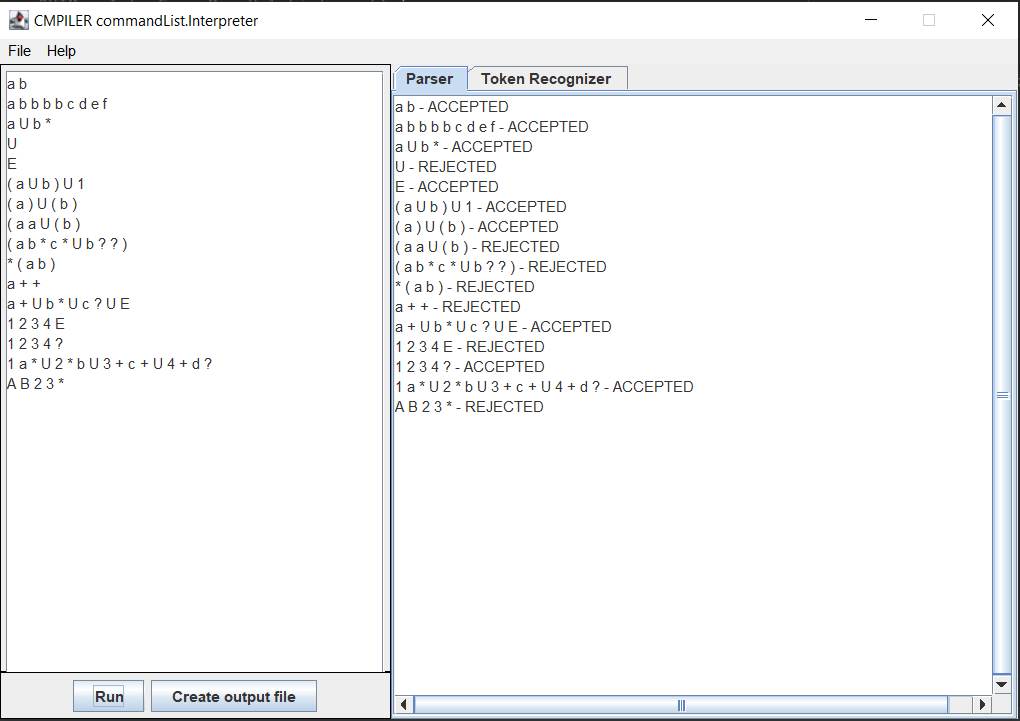 CMPILER commandList.Interpreter
File Help
a b
a b b b b c d e f
a U b *
U
E
( a U b ) U 1
( a ) U ( b )
( a a U ( b )
( a b * c * U b ? ? )
* ( a b )
a + +
a + U b * U c ? U E
1 2 3 4 E
1 2 3 4 ?
1 a * U 2 * b U 3 + c + U 4 + d ?
A B 2 3 *
Run Create output file
Parser Token Recognizer
a b - ACCEPTED
a b b b b c d e f - ACCEPTED
a U b * - ACCEPTED
U - REJECTED
E - ACCEPTED
( a U b ) U 1 - ACCEPTED
( a ) U ( b ) - ACCEPTED
( a a U ( b ) - REJECTED
( a b * c * U b ? ? ) - REJECTED
* ( a b ) - REJECTED
a + + - REJECTED
a + U b * U c ? U E - ACCEPTED
1 2 3 4 E - REJECTED
1 2 3 4 ? - ACCEPTED
1 a * U 2 * b U 3 + c + U 4 + d ? - ACCEPTED
A B 2 3 * - REJECTED